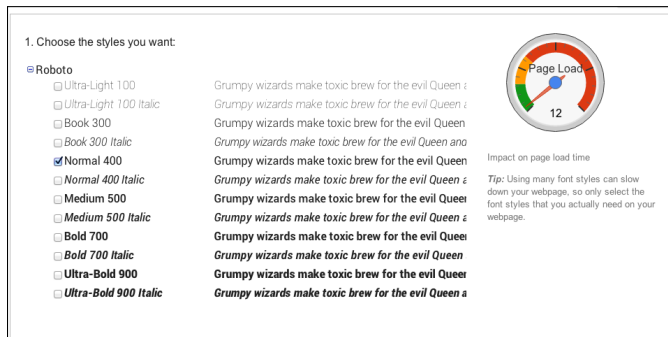 1. Choose the styles you want:
Roboto
Ultra-Light 100 Grumpy wizards make toxic brew for the evil Queen a
Ultra-Light 100 Italic Grumpy wizards make toxic brew for the evil Queen a
Book 300 Grumpy wizards make toxic brew for the evil Queen
Book 300 Italic Grumpy wizards make toxic brew for the evil Queen and
Normal 400 Grumpy wizards make toxic brew for the evil Queen
Normal 400 Italic Grumpy wizards make toxic brew for the evil Queen a
Medium 500 Grumpy wizards make toxic brew for the evil Queen
Medium 500 Italic Grumpy wizards make toxic brew for the evil Queen a
Bold 700 Grumpy wizards make toxic brew for the evil Queen
Bold 700 Italic Grumpy wizards make toxic brew for the evil Queen
Ultra-Bold 900 Grumpy wizards make toxic brew for the evil Queen
Ultra-Bold 900 Italic Grumpy wizards make toxic brew for the evil Queen a
Page Load
12
Impact on page load time
Tip: Using many font styles can slow
down your webpage, so only select the
font styles that you actually need on your
webpage.